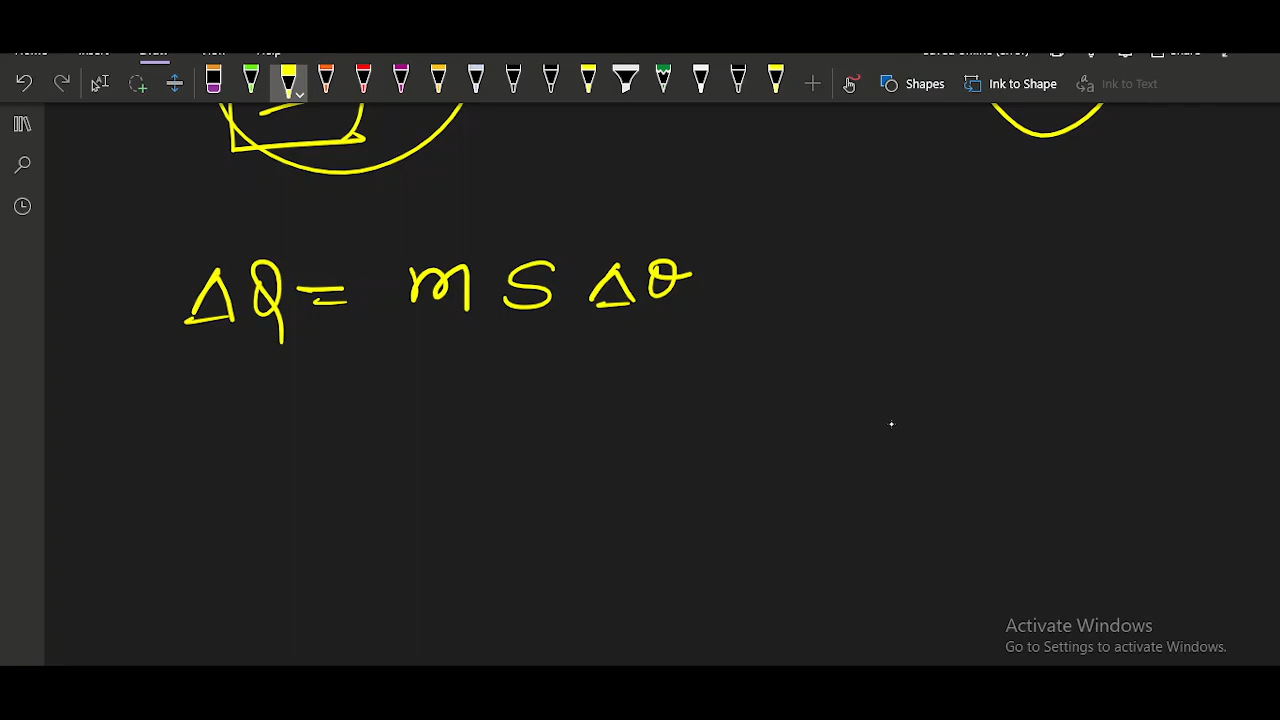 Shapes Ink to Shape Ink to Text
ΔQ = m S Δθ
Activate Windows
Go to Settings to activate Windows.